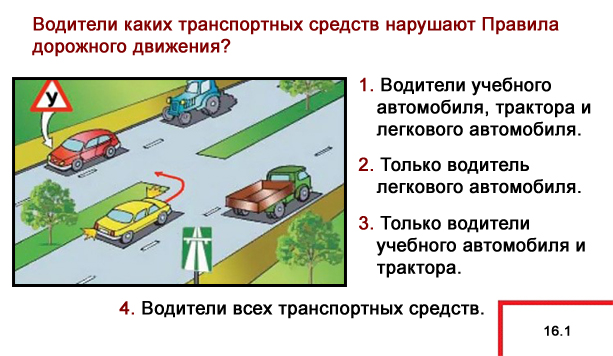 Водители каких транспортных средств нарушают Правила
дорожного движения?
У
1. Водители учебного
автомобиля, трактора и
легкового автомобиля.
2. Только водитель
легкового автомобиля.
3. Только водители
учебного автомобиля и
трактора.
4. Водители всех транспортных средств.
16.1